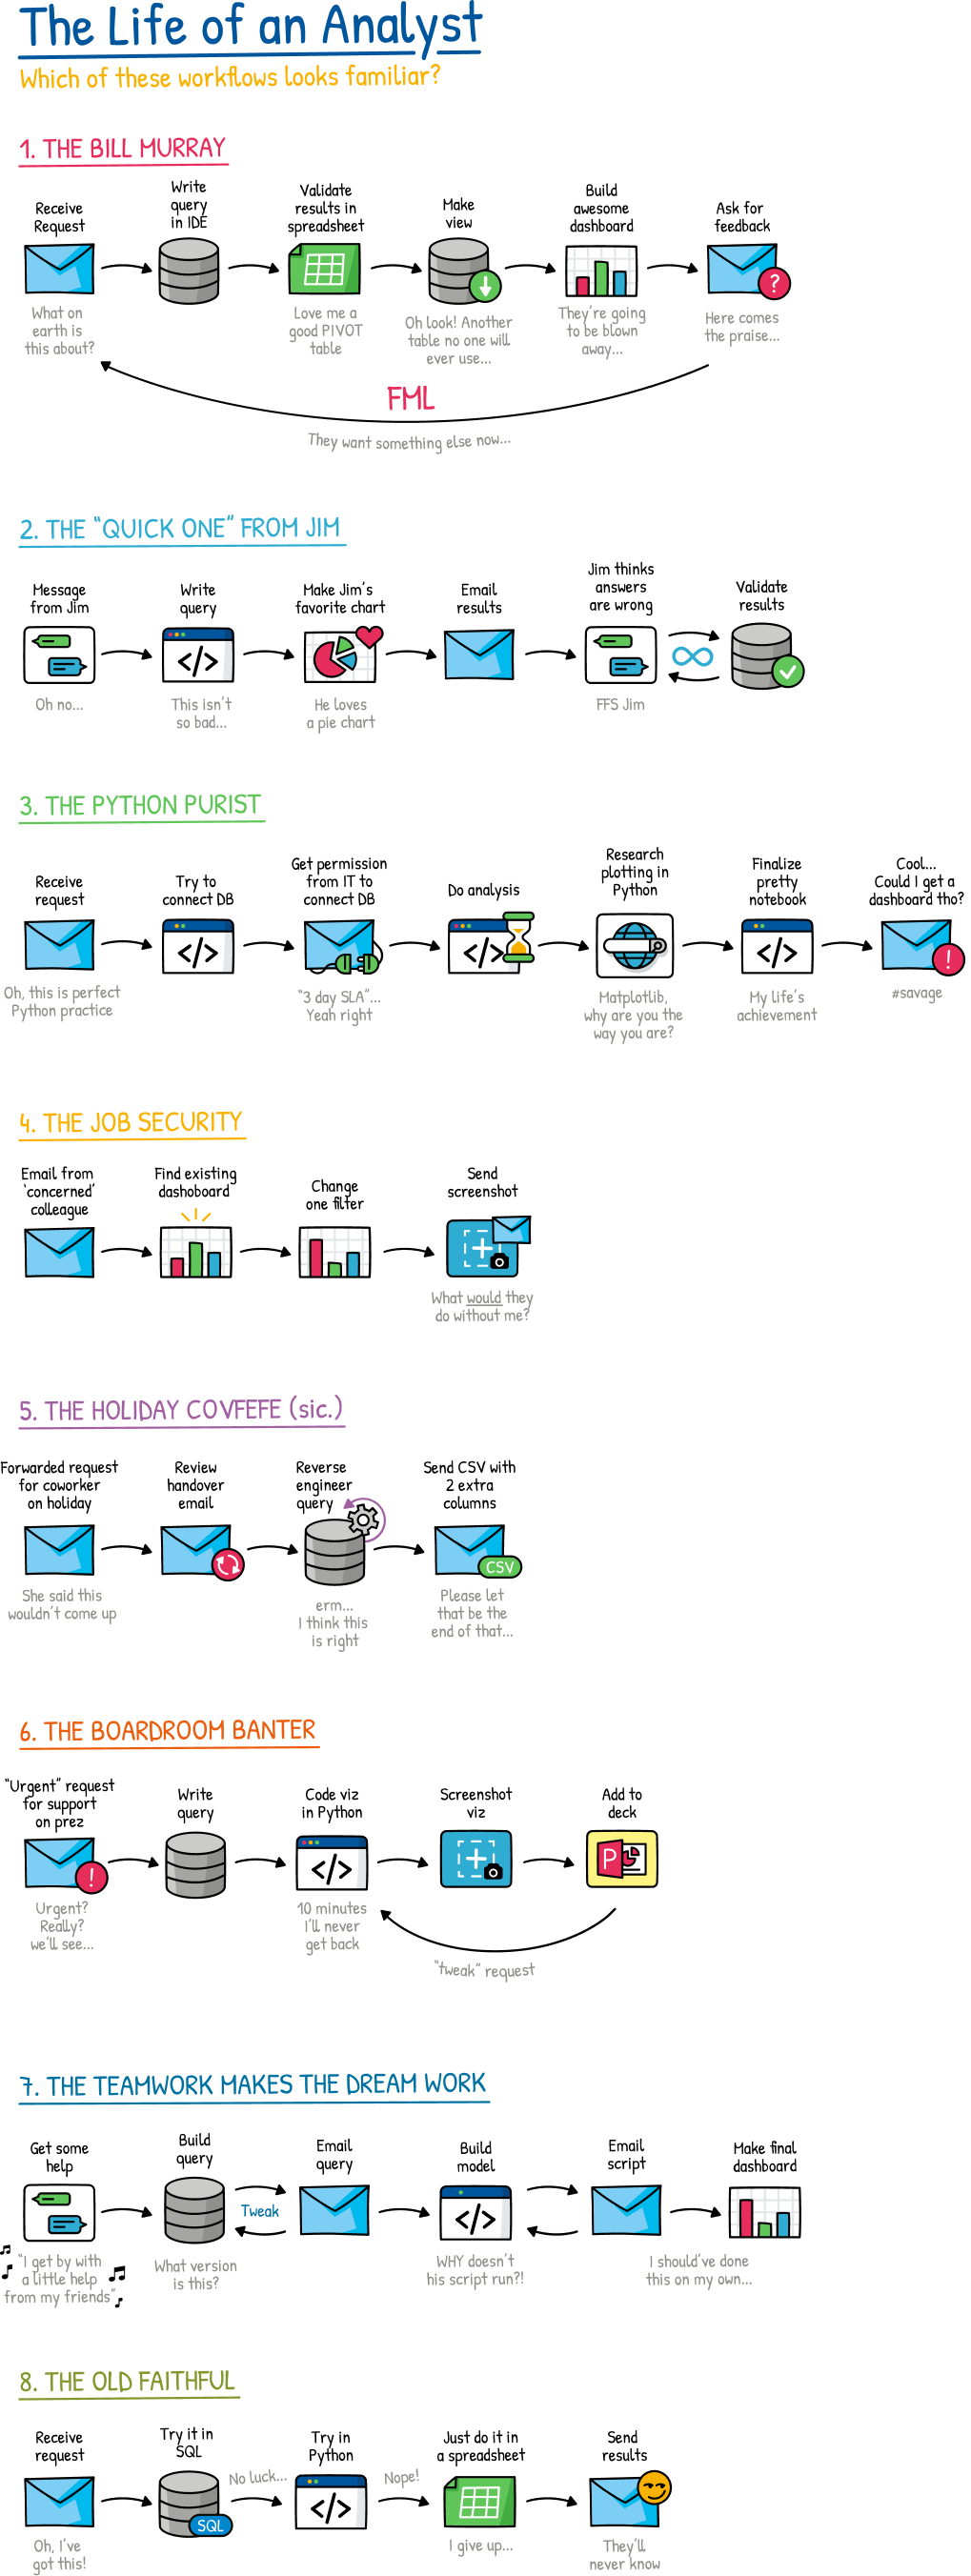 The Life of an Analyst
Which of these workflows looks familiar?
1. THE BILL MURRAY
Receive
Request
Write
query
in IDE
Validate
results in
spreadsheet
Make
view
Build
awesome
dashboard
Ask for
feedback
?
What on
earth is
this about?
Love me a
good PIVOT
table
Oh look! Another
table no one will
ever use...
They're going
to be blown
away...
Here comes
the praise...
FML
They want something else now...
2. THE "QUICK ONE" FROM JIM
Message
from Jim
Write
query
Make Jim's
favorite chart
Email
results
Jim thinks
answers
are wrong
Validate
results
</>
Oh no...
This isn't
so bad...
He loves
a pie chart
FFS Jim
3. THE PYTHON PURIST
Receive
request
Try to
connect DB
Get permission
from IT to
connect DB
Do analysis
Research
plotting in
Python
Finalize
pretty
notebook
Cool...
Could I get a
dashboard tho?
</>
</>
</>
!
Oh, this is perfect
Python practice
"3 day SLA"...
Yeah right
Matplotlib,
why are you the
way you are?
My life's
achievement
#savage
4. THE JOB SECURITY
Email from
'concerned'
colleague
Find existing
dashoboard
Change
one filter
Send
screenshot
What would they
do without me?
5. THE HOLIDAY COVFEFE (sic.)
Forwarded request
for coworker
on holiday
Review
handover
email
Reverse
engineer
query
Send CSV with
2 extra
columns
CSV
She said this
wouldn't come up
erm...
I think this
is right
Please let
that be the
end of that...
6. THE BOARDROOM BANTER
"Urgent" request
for support
on prez
Write
query
Code viz
in Python
Screenshot
viz
Add to
deck
!
</>
P
Urgent?
Really?
we'll see...
10 minutes
I'll never
get back
"tweak" request
7. THE TEAMWORK MAKES THE DREAM WORK
Get some
help
Build
query
Email
query
Build
model
Email
script
Make final
dashboard
Tweak
</>
"I get by with
a little help
from my friends"
What version
is this?
WHY doesn't
his script run?!
I should've done
this on my own...
8. THE OLD FAITHFUL
Receive
request
Try it in
SQL
Try in
Python
Just do it in
a spreadsheet
Send
results
No luck...
Nope!
SQL
</>
Oh, I've
got this!
I give up...
They'll
never know